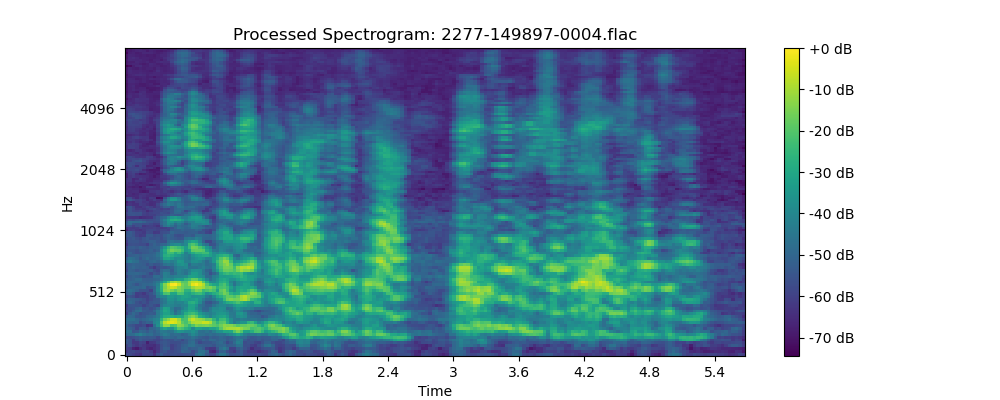 Processed Spectrogram: 2277-149897-0004.flac
Hz
4096
2048
1024
512
0
0 0.6 1.2 1.8 2.4 3 3.6 4.2 4.8 5.4
Time
+0 dB
-10 dB
-20 dB
-30 dB
-40 dB
-50 dB
-60 dB
-70 dB